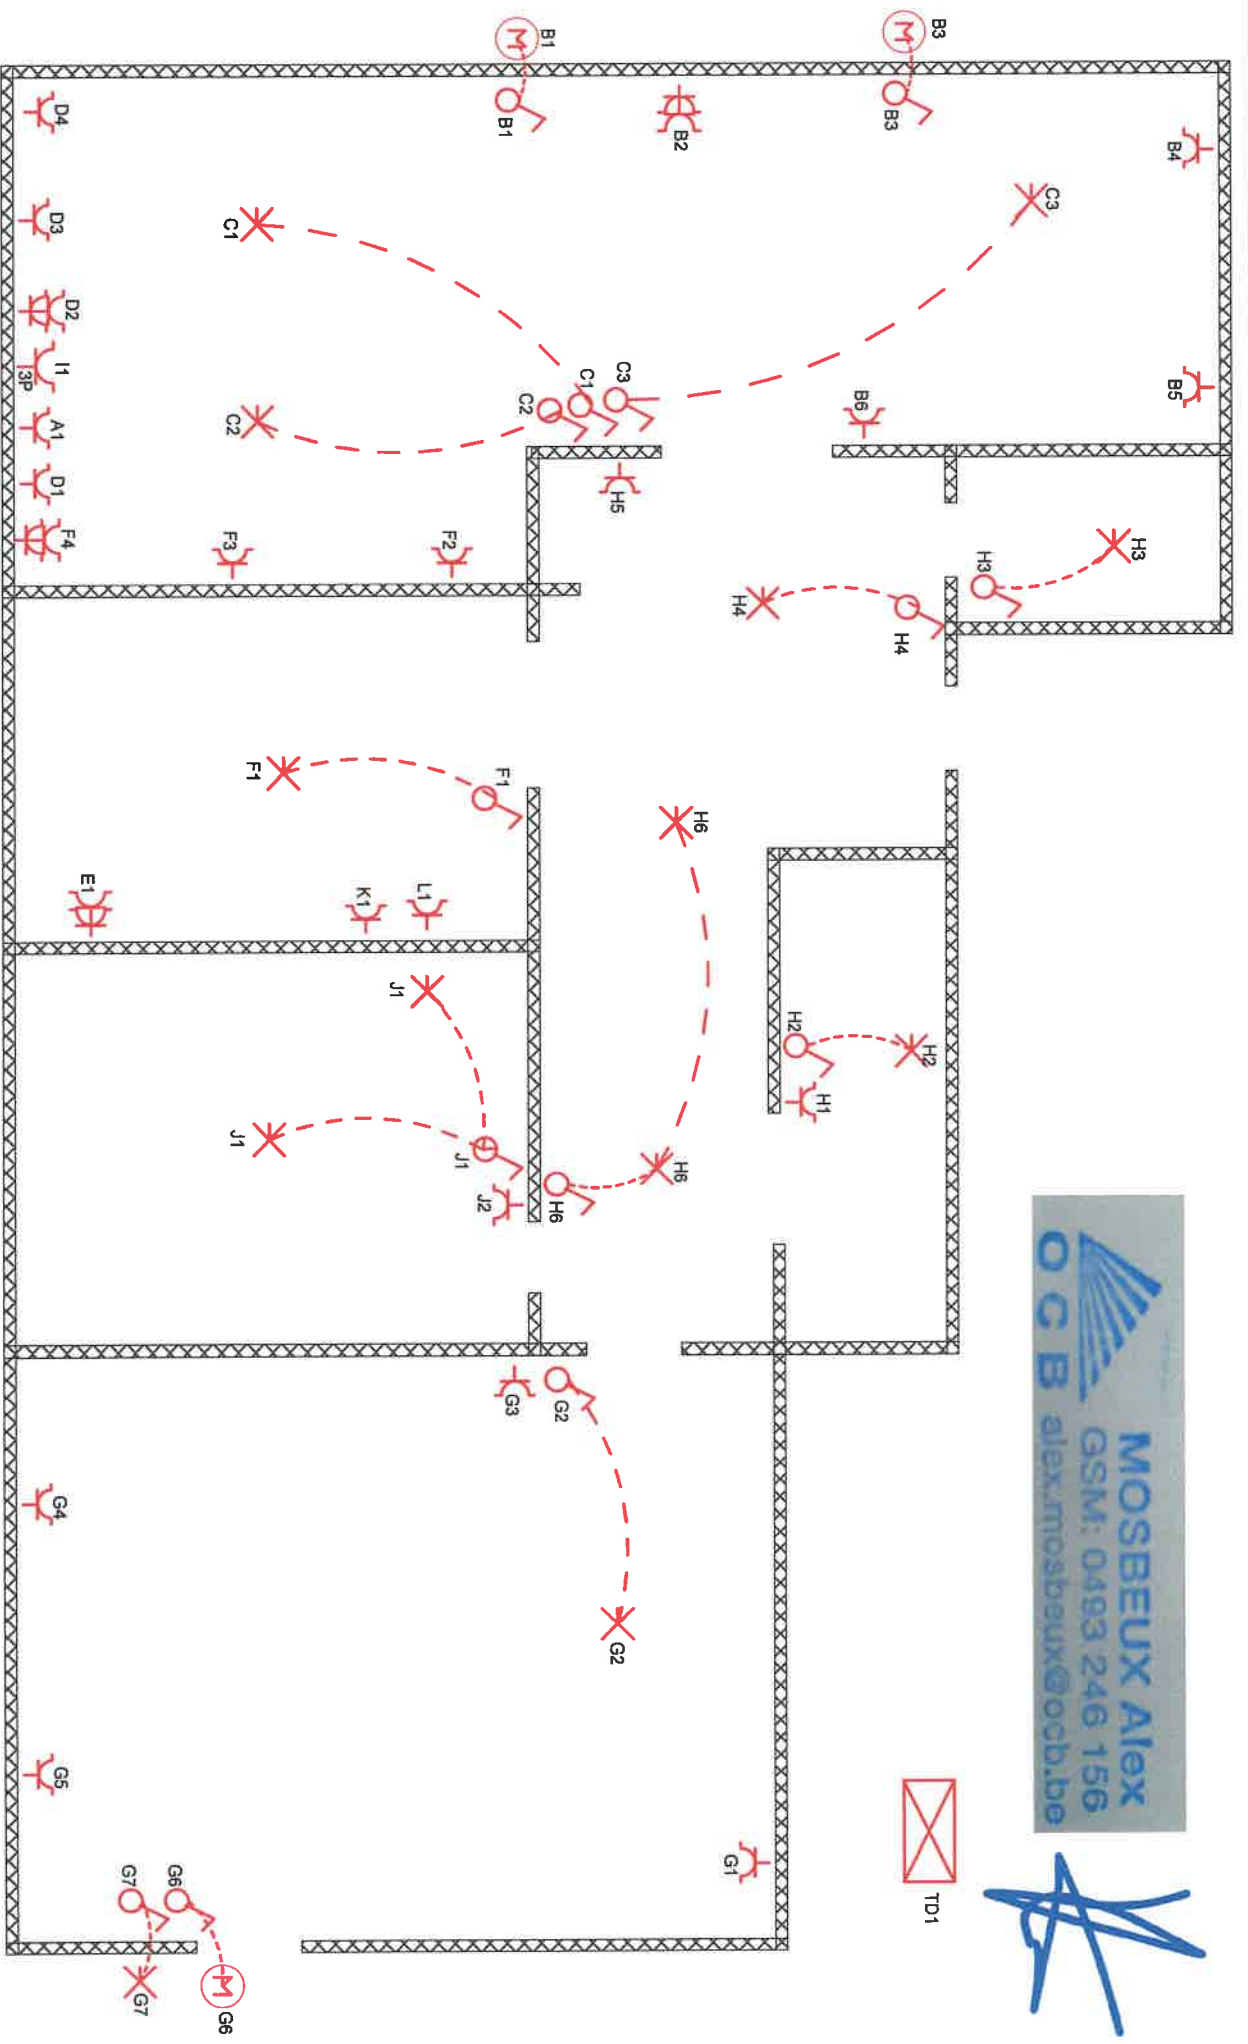 B3
B1
B3
B1
B2
B4
B5
B6
C3
C1
C3
C1
C2
C2
D4
D3
D2
I1
3P
A1
D1
F4
F3
F2
H5
H3
H3
H4
H4
F1
F1
H6
E1
K1
L1
H2
H2
H1
J1
J1
J1
J2
H6
H6
G2
G3
G2
G4
G5
G1
G7
G6
G7
G6
M
M
M
TD1
OCB
MOSBEUX Alex
GSM: 0493 246 156
alex.mosbeux@ocb.be